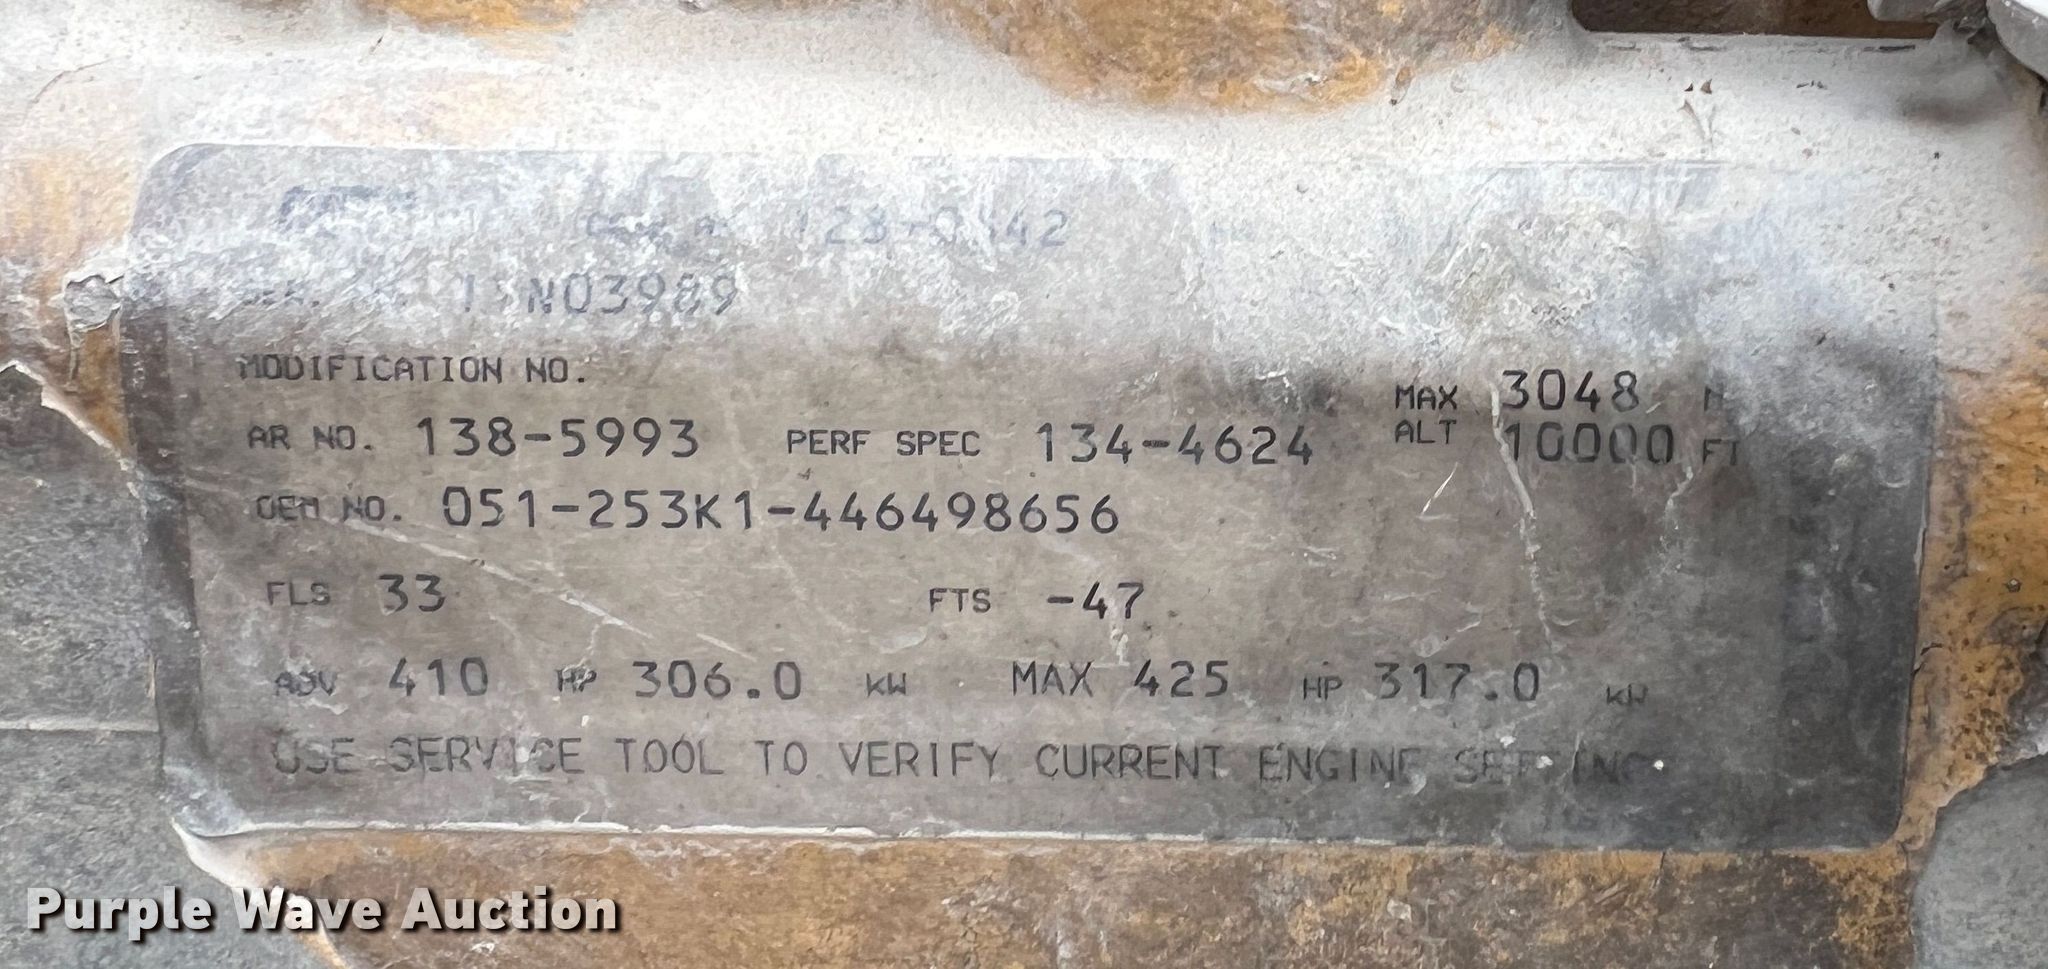 MODIFICATION NO.
AR NO. 138-5993 PERF SPEC 134-4624 MAX ALT 3048 M 10000 FT
OEM NO. 051-253K1-446498656
FLS 33 FTS -47
ADV 410 HP 306.0 KW MAX 425 HP 317.0 KW
USE SERVICE TOOL TO VERIFY CURRENT ENGINE SETTING
Purple Wave Auction